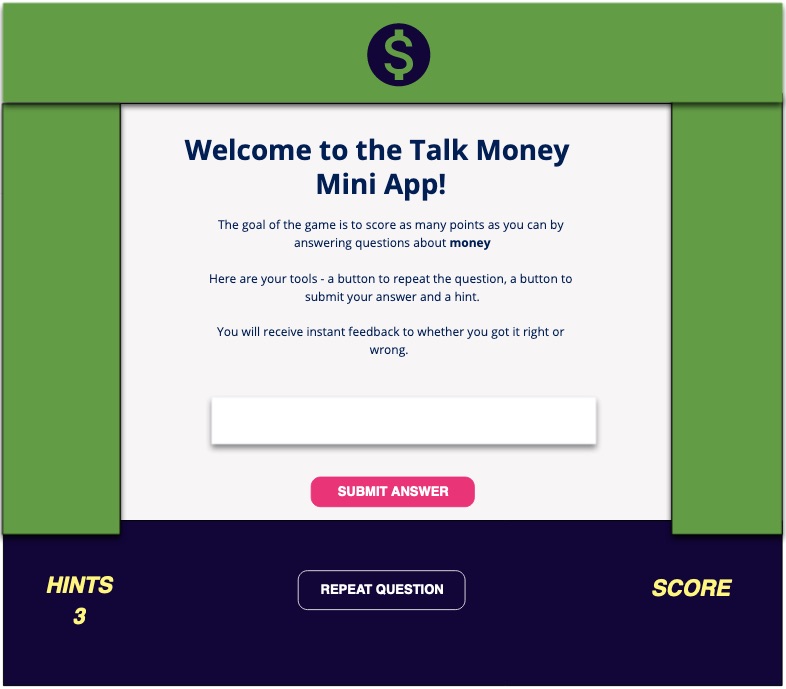 $
Welcome to the Talk Money
Mini App!
The goal of the game is to score as many points as you can by
answering questions about money
Here are your tools - a button to repeat the question, a button to
submit your answer and a hint.
You will receive instant feedback to whether you got it right or
wrong.
SUBMIT ANSWER
HINTS
3
REPEAT QUESTION
SCORE